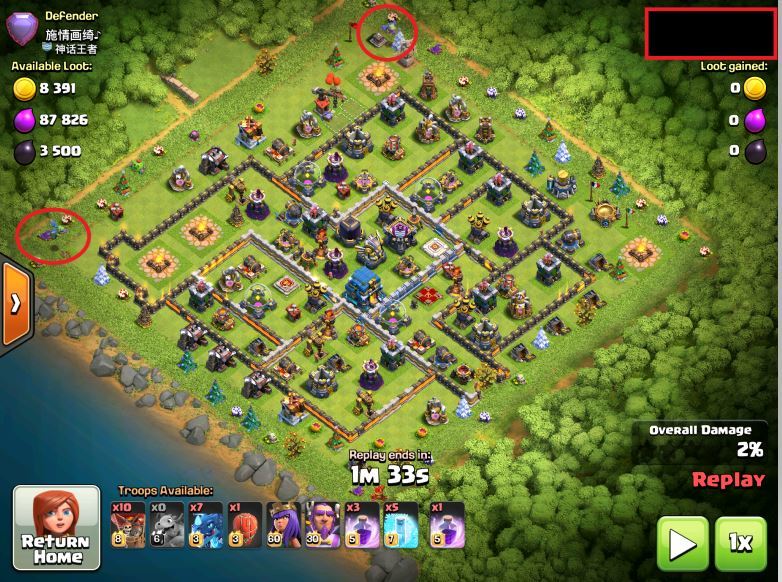 Defender
施情画绮♪
神话王者
Available Loot:
8 391
87 826
3 500
Loot gained:
0
0
0
Overall Damage
2%
Replay ends in:
1m 33s
Replay
Troops Available:
x10
x0
x7
x1
x3
x5
x1
8
6
3
3
60
30
5
7
5
Return
Home
1x